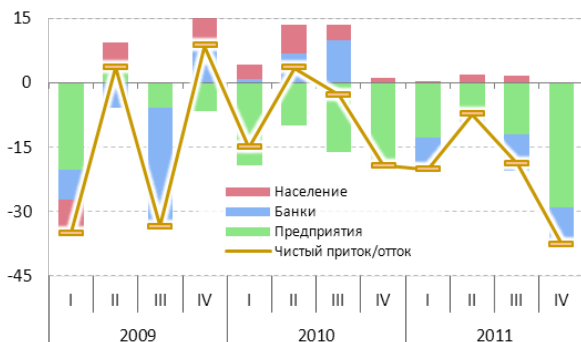 15
0
-15
-30
-45
Население
Банки
Предприятия
Чистый приток/отток
I II III IV I II III IV I II III IV
2009 2010 2011